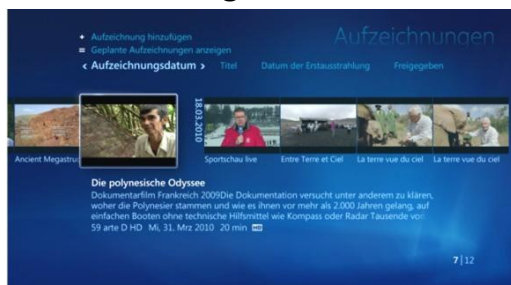 + Aufzeichnung hinzufügen
Aufzeichnungen
Geplante Aufzeichnungen anzeigen
< Aufzeichnungsdatum > Titel Datum der Erstausstrahlung Freigegeben
18.03.2010
Ancient Megastruc Sportschau live Entre Terre et Ciel La terre vue du ciel La terre vue du ciel
Die polynesische Odyssee
Dokumentarfilm Frankreich 2009Die Dokumentation versucht unter anderem zu klären,
woher die Polynesier stammen und wie es ihnen vor mehr als 2.000 Jahren gelang, auf
einfachen Booten ohne technische Hilfsmittel wie Kompass oder Radar Tausende von
59 arte D HD Mi, 31. Mrz 2010 20 min HD
7 | 12